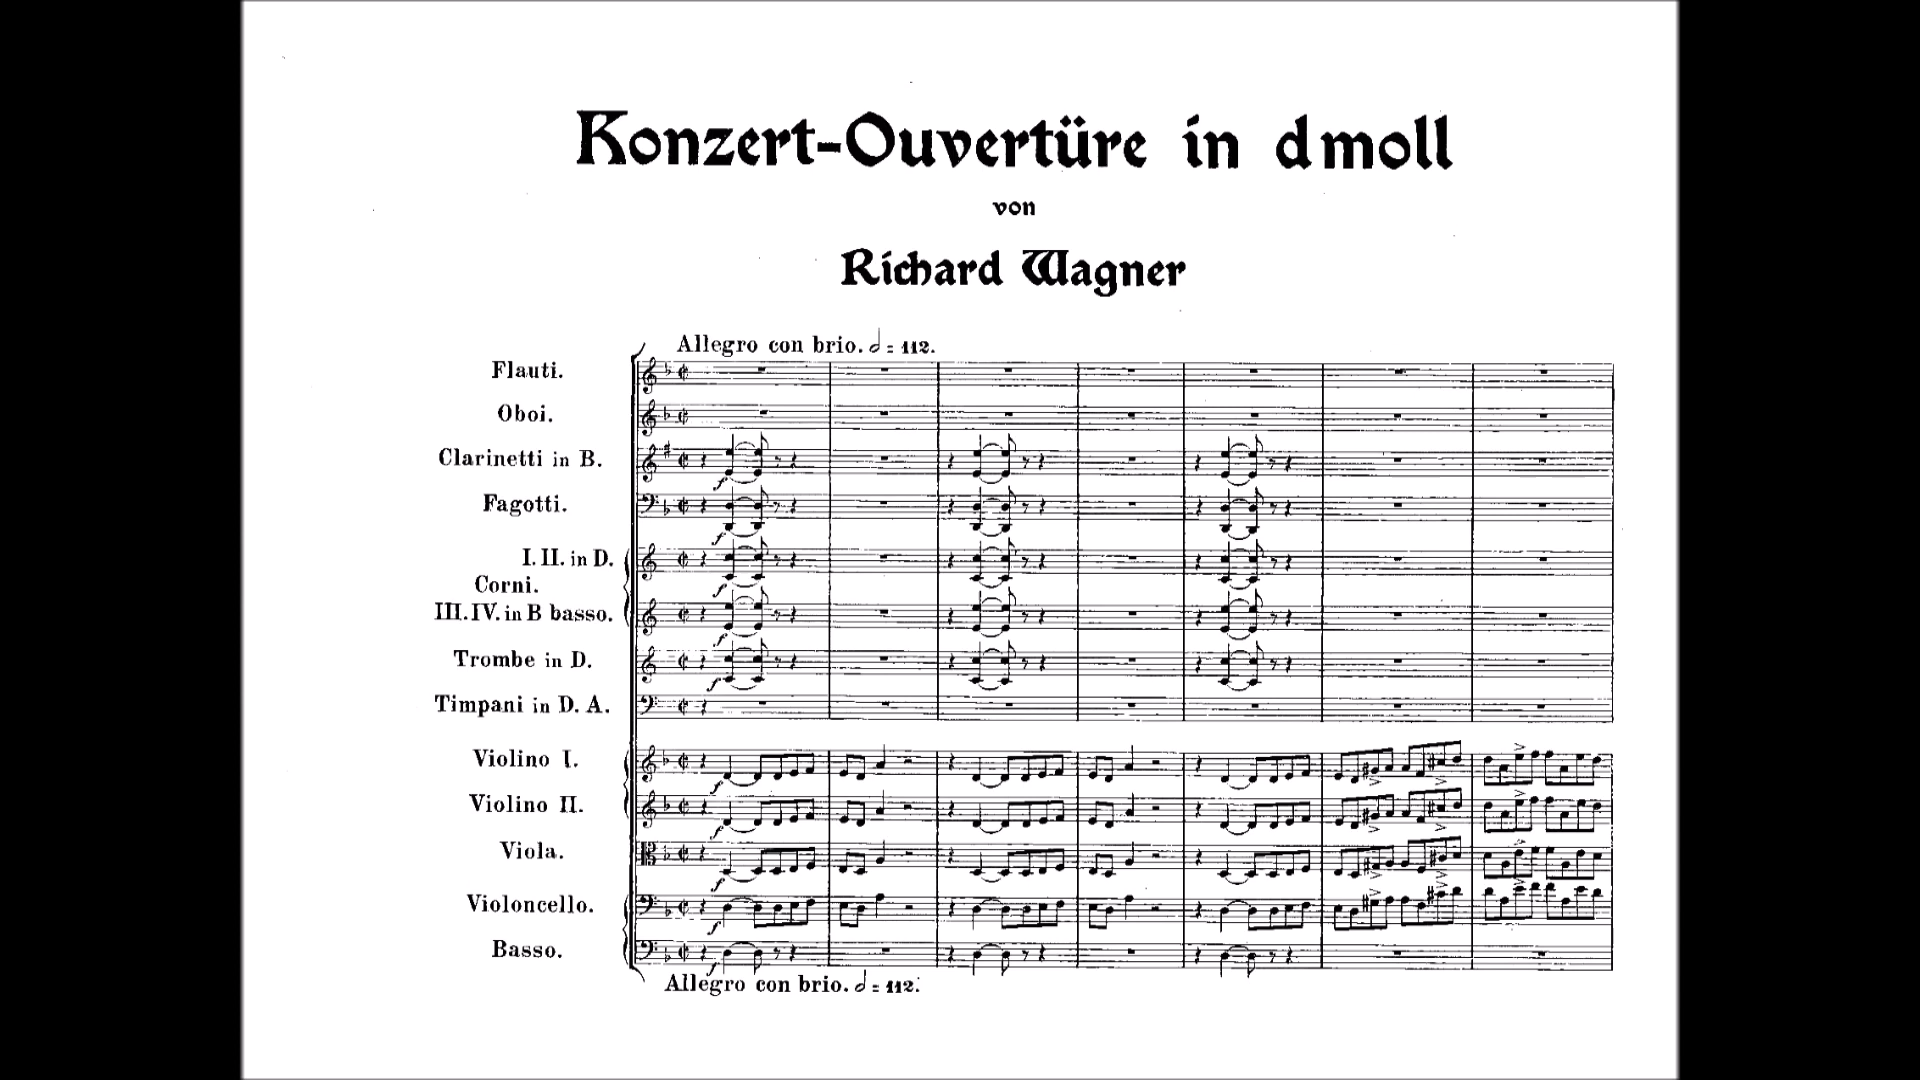 Konzert-Ouvertüre in dmoll
von
Richard Wagner
Allegro con brio. 𝅗𝅥 = 112.
Flauti.
Oboi.
Clarinetti in B.
Fagotti.
I. II. in D.
Corni.
III. IV. in B basso.
Trombe in D.
Timpani in D. A.
Violino I.
Violino II.
Viola.
Violoncello.
Basso.
Allegro con brio. 𝅗𝅥 = 112.